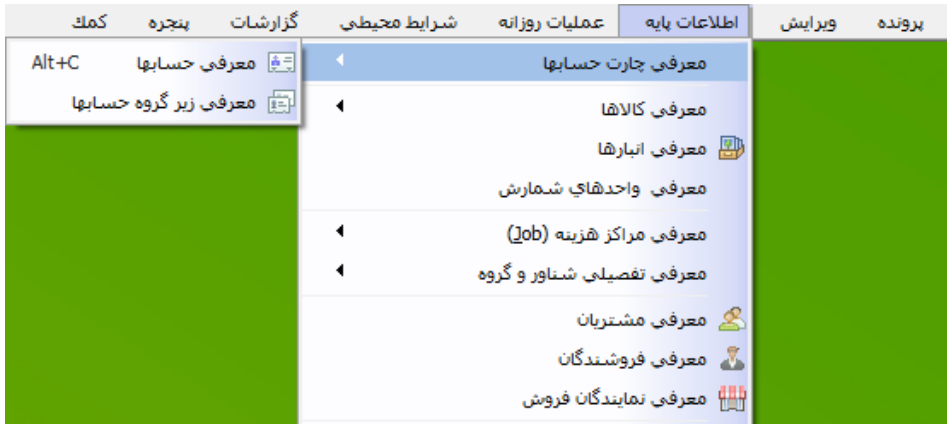 پرونده ویرایش اطلاعات پایه عملیات روزانه شرایط محیطی گزارشات پنجره کمك
معرفی چارت حسابها
معرفی حسابها Alt+C
معرفی زیر گروه حسابها
معرفی کالاها
معرفی انبارها
معرفی واحدهاي شمارش
معرفی مراکز هزینه (Job)
معرفی تفصیلی شناور و گروه
معرفی مشتریان
معرفی فروشندگان
معرفی نمایندگان فروش